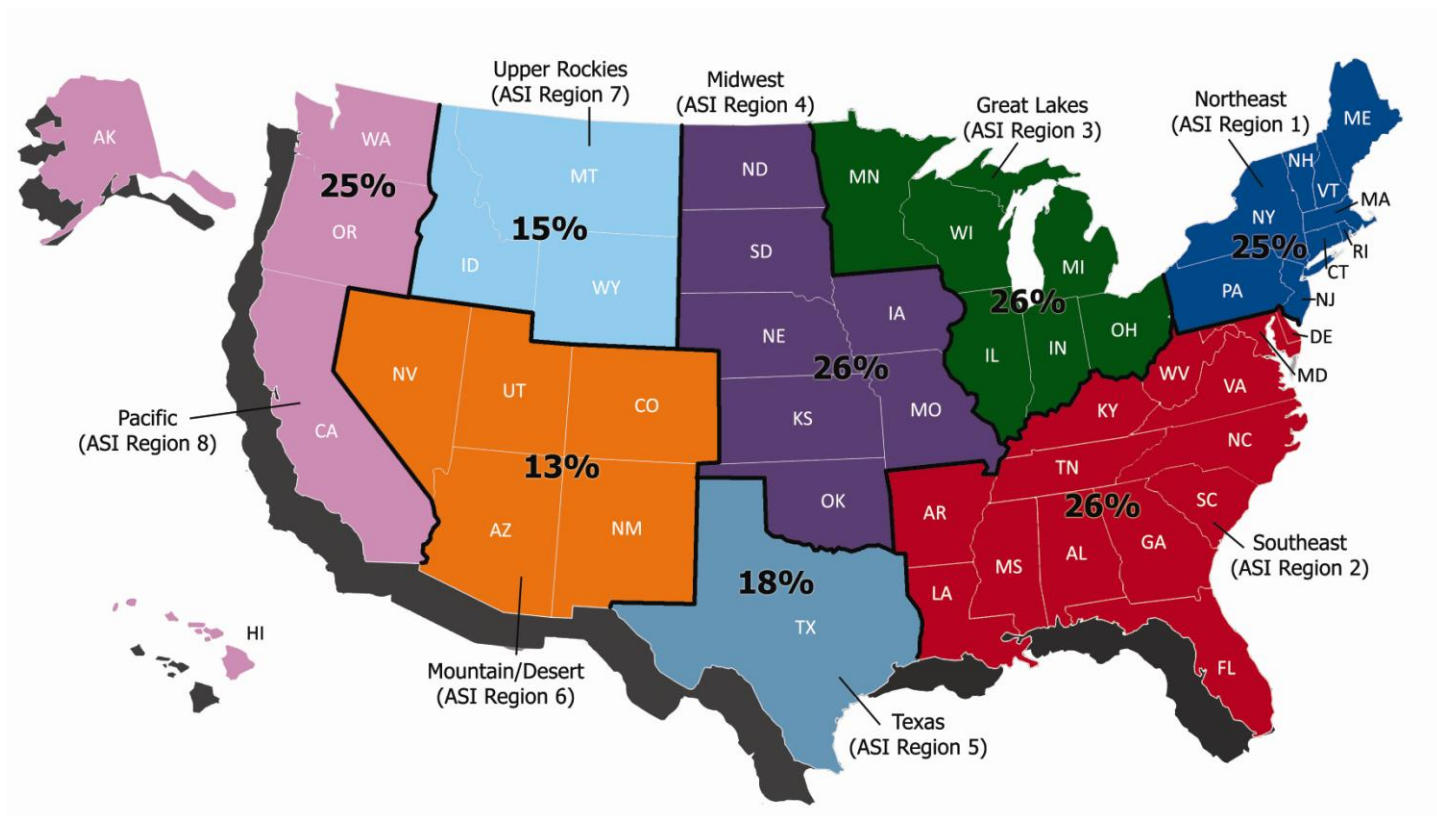 Upper Rockies
(ASI Region 7)
Midwest
(ASI Region 4)
Great Lakes
(ASI Region 3)
Northeast
(ASI Region 1)
AK
WA
25%
OR
CA
Pacific
(ASI Region 8)
HI
MT
15%
ID
WY
NV
UT
CO
13%
AZ
NM
Mountain/Desert
(ASI Region 6)
ND
SD
NE
IA
26%
KS
MO
OK
18%
TX
Texas
(ASI Region 5)
MN
WI
MI
26%
IL
IN
OH
ME
NH
VT
MA
NY
25%
RI
CT
PA
NJ
DE
MD
WV
VA
KY
NC
TN
26%
SC
AR
MS
AL
GA
LA
FL
Southeast
(ASI Region 2)